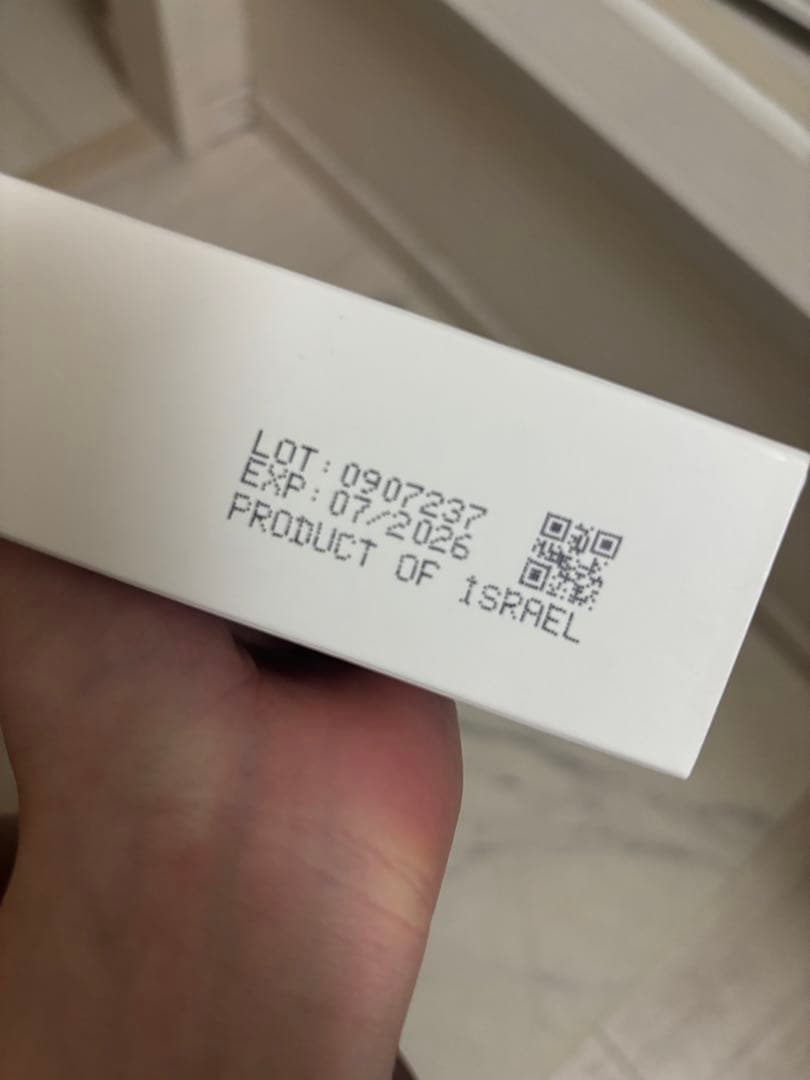 LOT: 0907237
EXP: 07/2026
PRODUCT OF iSRAEL